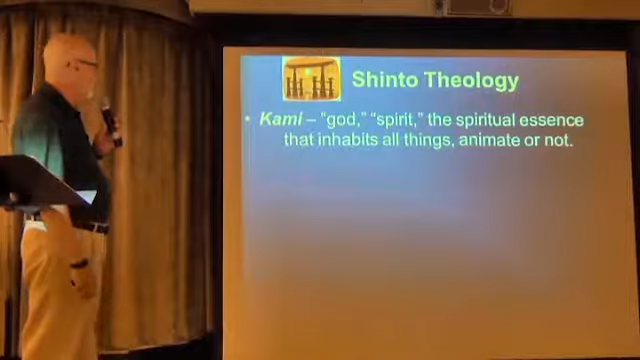 Shinto Theology
• Kami – "god," "spirit," the spiritual essence
that inhabits all things, animate or not.